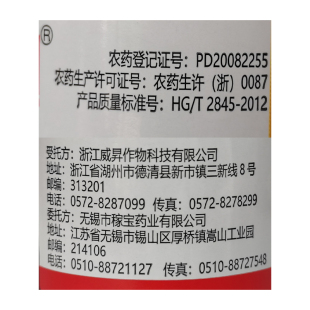 ®
农药登记证号：PD20082255
农药生产许可证号：农药生许（浙）0087
产品质量标准号：HG/T 2845-2012
受托方：浙江威昇作物科技有限公司
地址：浙江省湖州市德清县新市镇三新线8号
邮编：313201
电话：0572-8287099 传真：0572-8278299
委托方：无锡市稼宝药业有限公司
地址：江苏省无锡市锡山区厚桥镇嵩山工业园
邮编：214106
电话：0510-88721127 传真：0510-88727548